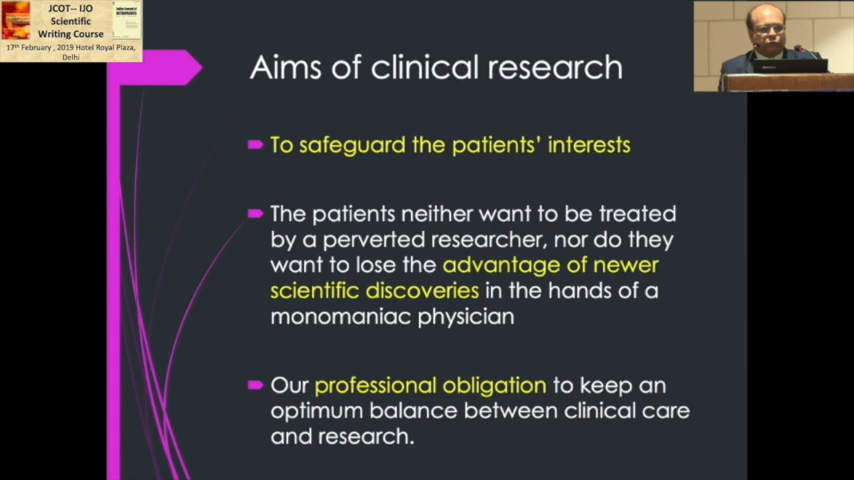 JCOT-- IJO
Scientific
Writing Course
17th February , 2019 Hotel Royal Plaza,
Delhi
Aims of clinical research
To safeguard the patients' interests
The patients neither want to be treated
by a perverted researcher, nor do they
want to lose the advantage of newer
scientific discoveries in the hands of a
monomaniac physician
Our professional obligation to keep an
optimum balance between clinical care
and research.